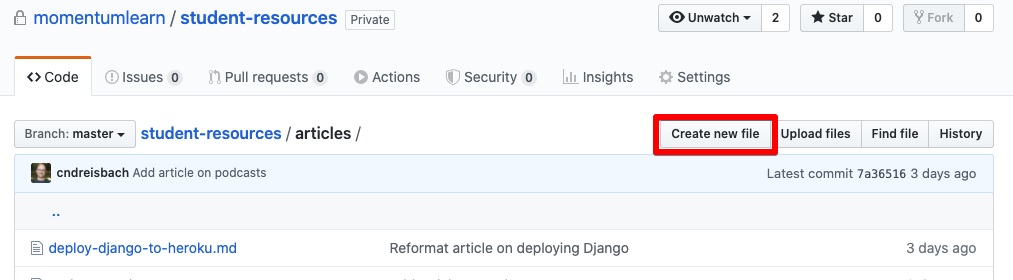 momentumlearn / student-resources Private Unwatch 2 Star 0 Fork 0
Code Issues 0 Pull requests 0 Actions Security 0 Insights Settings
Branch: master student-resources / articles / Create new file Upload files Find file History
cndreisbach Add article on podcasts Latest commit 7a36516 3 days ago
..
deploy-django-to-heroku.md Reformat article on deploying Django 3 days ago